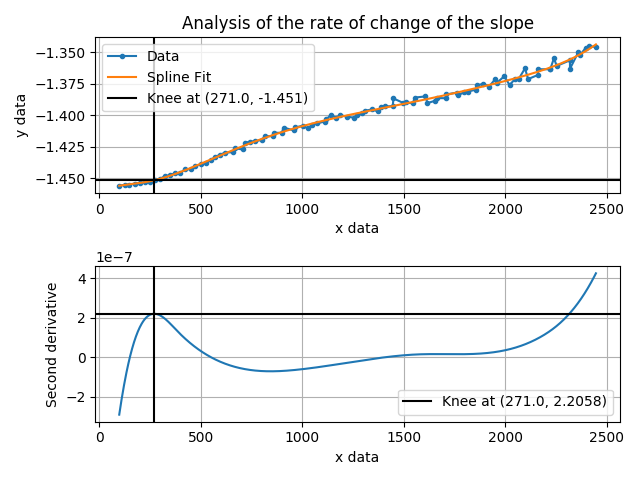 Analysis of the rate of change of the slope
−1.350
−1.375
−1.400
−1.425
−1.450
y data
Data
Spline Fit
Knee at (271.0, -1.451)
0
500
1000
1500
2000
2500
x data
1e−7
4
2
0
−2
Second derivative
Knee at (271.0, 2.2058)
0
500
1000
1500
2000
2500
x data